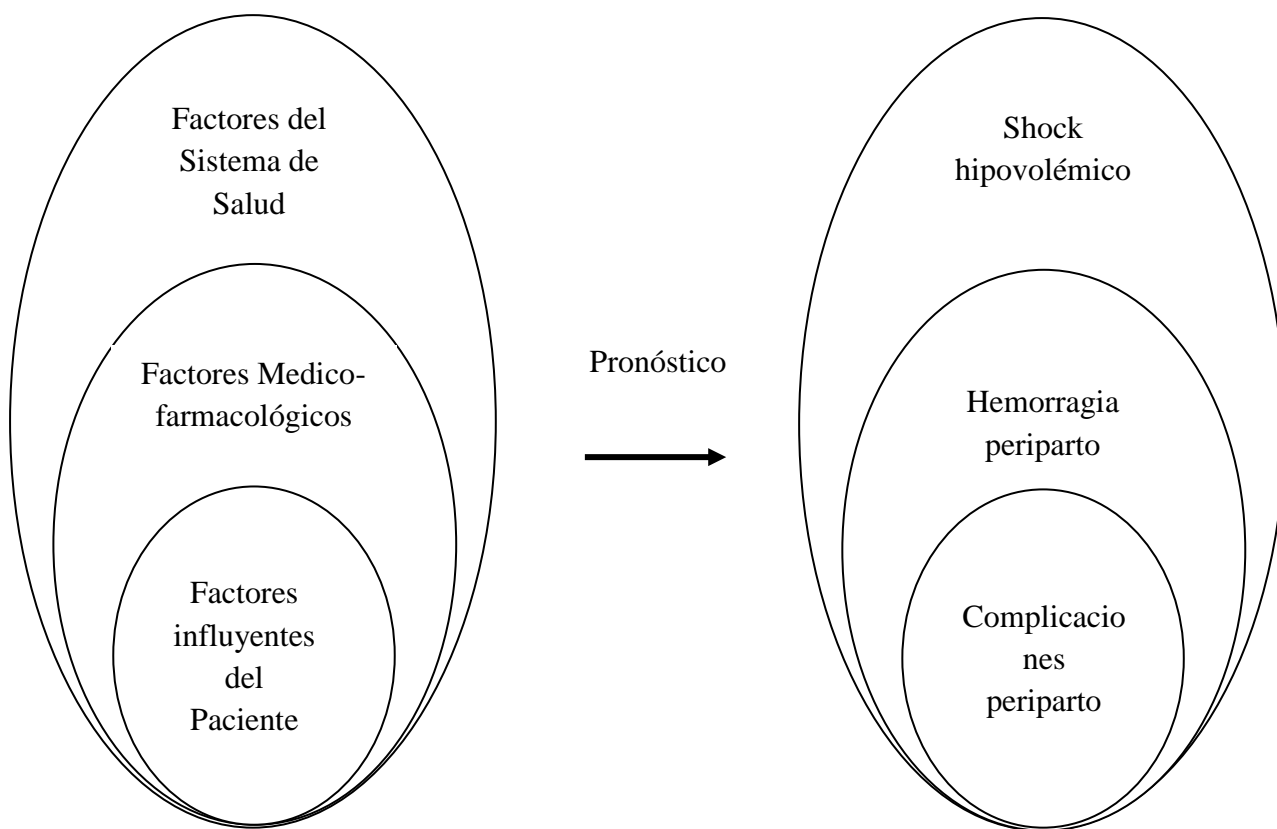 Factores del
Sistema de
Salud
Factores Medico-
farmacológicos
Factores
influyentes
del
Paciente
Pronóstico
Shock
hipovolémico
Hemorragia
periparto
Complicacio
nes
periparto